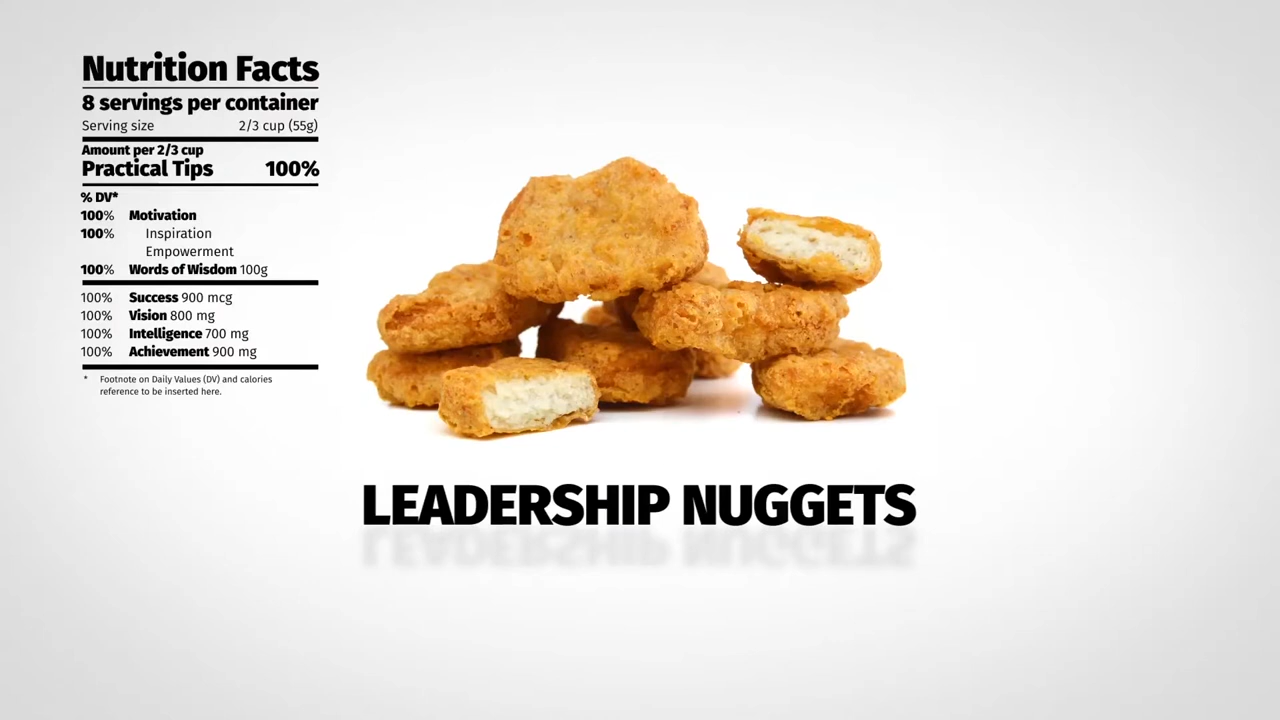 Nutrition Facts
8 servings per container
Serving size 2/3 cup (55g)
Amount per 2/3 cup
Practical Tips 100%
% DV*
100% Motivation
100% Inspiration
Empowerment
100% Words of Wisdom 100g
100% Success 900 mcg
100% Vision 800 mg
100% Intelligence 700 mg
100% Achievement 900 mg
* Footnote on Daily Values (DV) and calories
reference to be inserted here.
LEADERSHIP NUGGETS